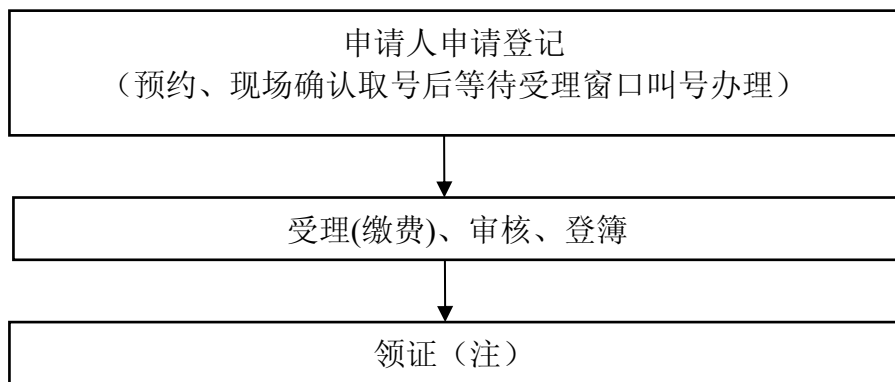 申请人申请登记
（预约、现场确认取号后等待受理窗口叫号办理）
受理(缴费)、审核、登簿
领证（注）